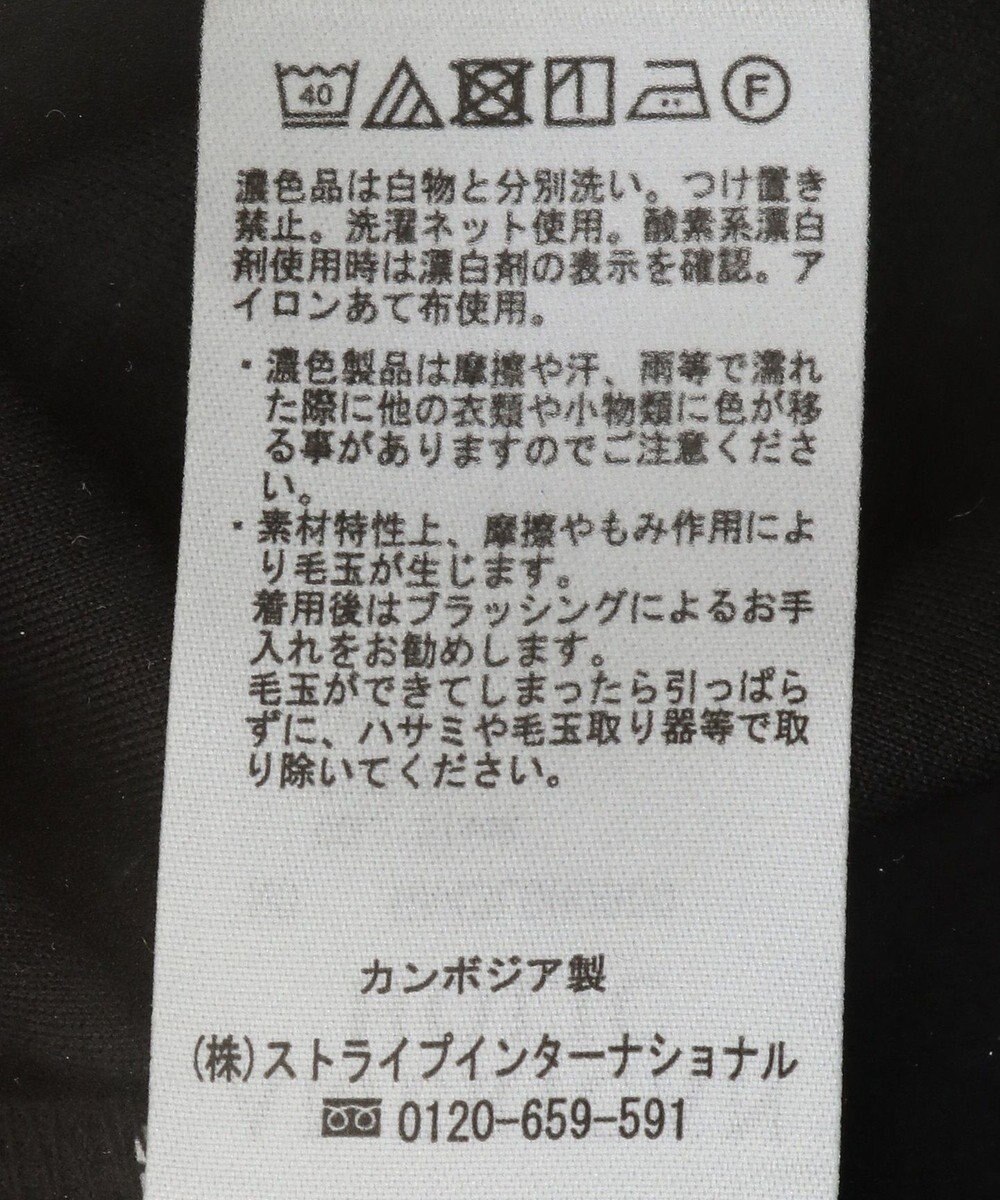 40 F
濃色品は白物と分別洗い。つけ置き
禁止。洗濯ネット使用。酸素系漂白
剤使用時は漂白剤の表示を確認。ア
イロンあて布使用。
・濃色製品は摩擦や汗、雨等で濡れ
た際に他の衣類や小物類に色が移
る事がありますのでご注意くださ
い。
・素材特性上、摩擦やもみ作用によ
り毛玉が生じます。
着用後はブラッシングによるお手
入れをお勧めします。
毛玉ができてしまったら引っぱら
ずに、ハサミや毛玉取り器等で取
り除いてください。
カンボジア製
(株)ストライプインターナショナル
0120-659-591